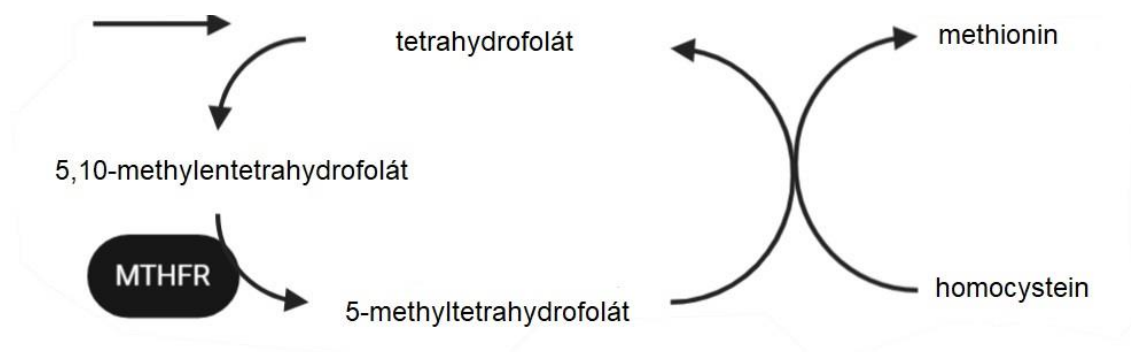 tetrahydrofolát
methionin
5,10-methylentetrahydrofolát
MTHFR
5-methyltetrahydrofolát
homocystein